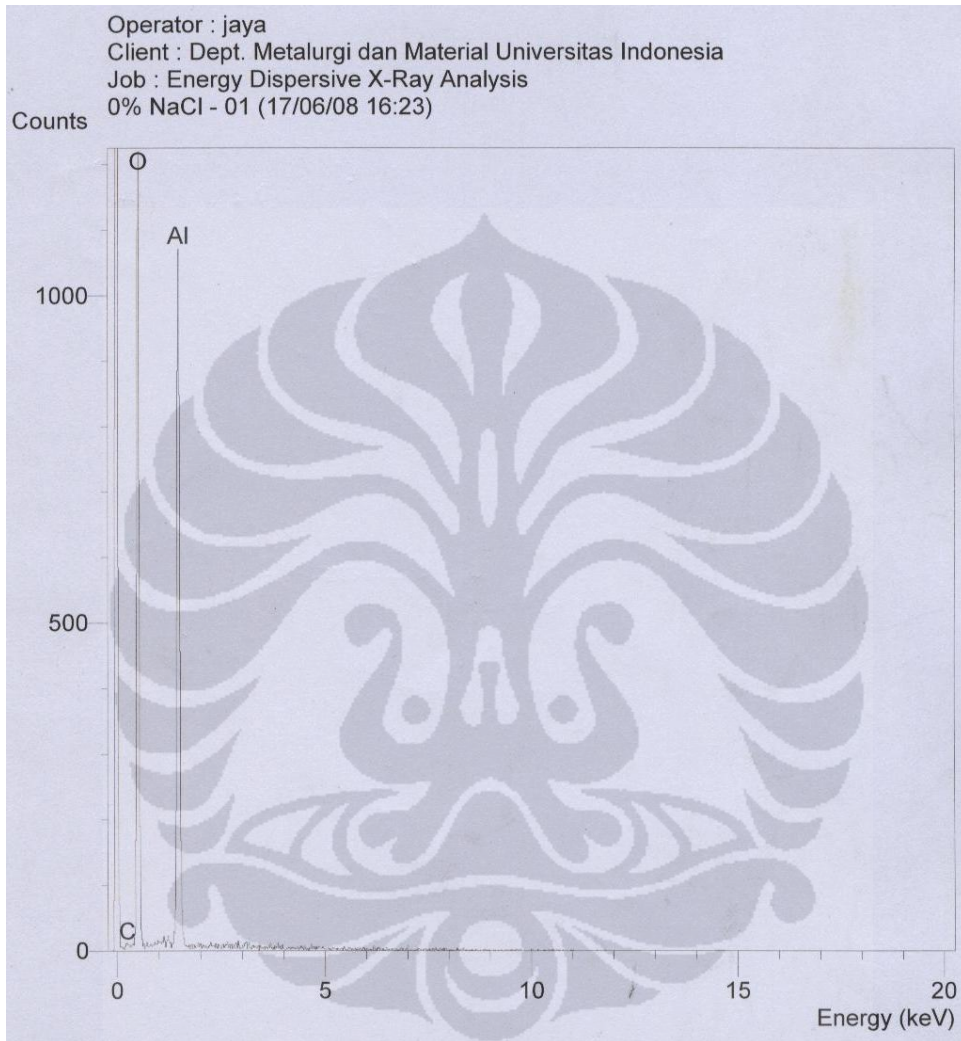 Operator : jaya
Client : Dept. Metalurgi dan Material Universitas Indonesia
Job : Energy Dispersive X-Ray Analysis
0% NaCl - 01 (17/06/08 16:23)
Counts
O
Al
1000
500
C
0
0 5 10 15 20
Energy (keV)